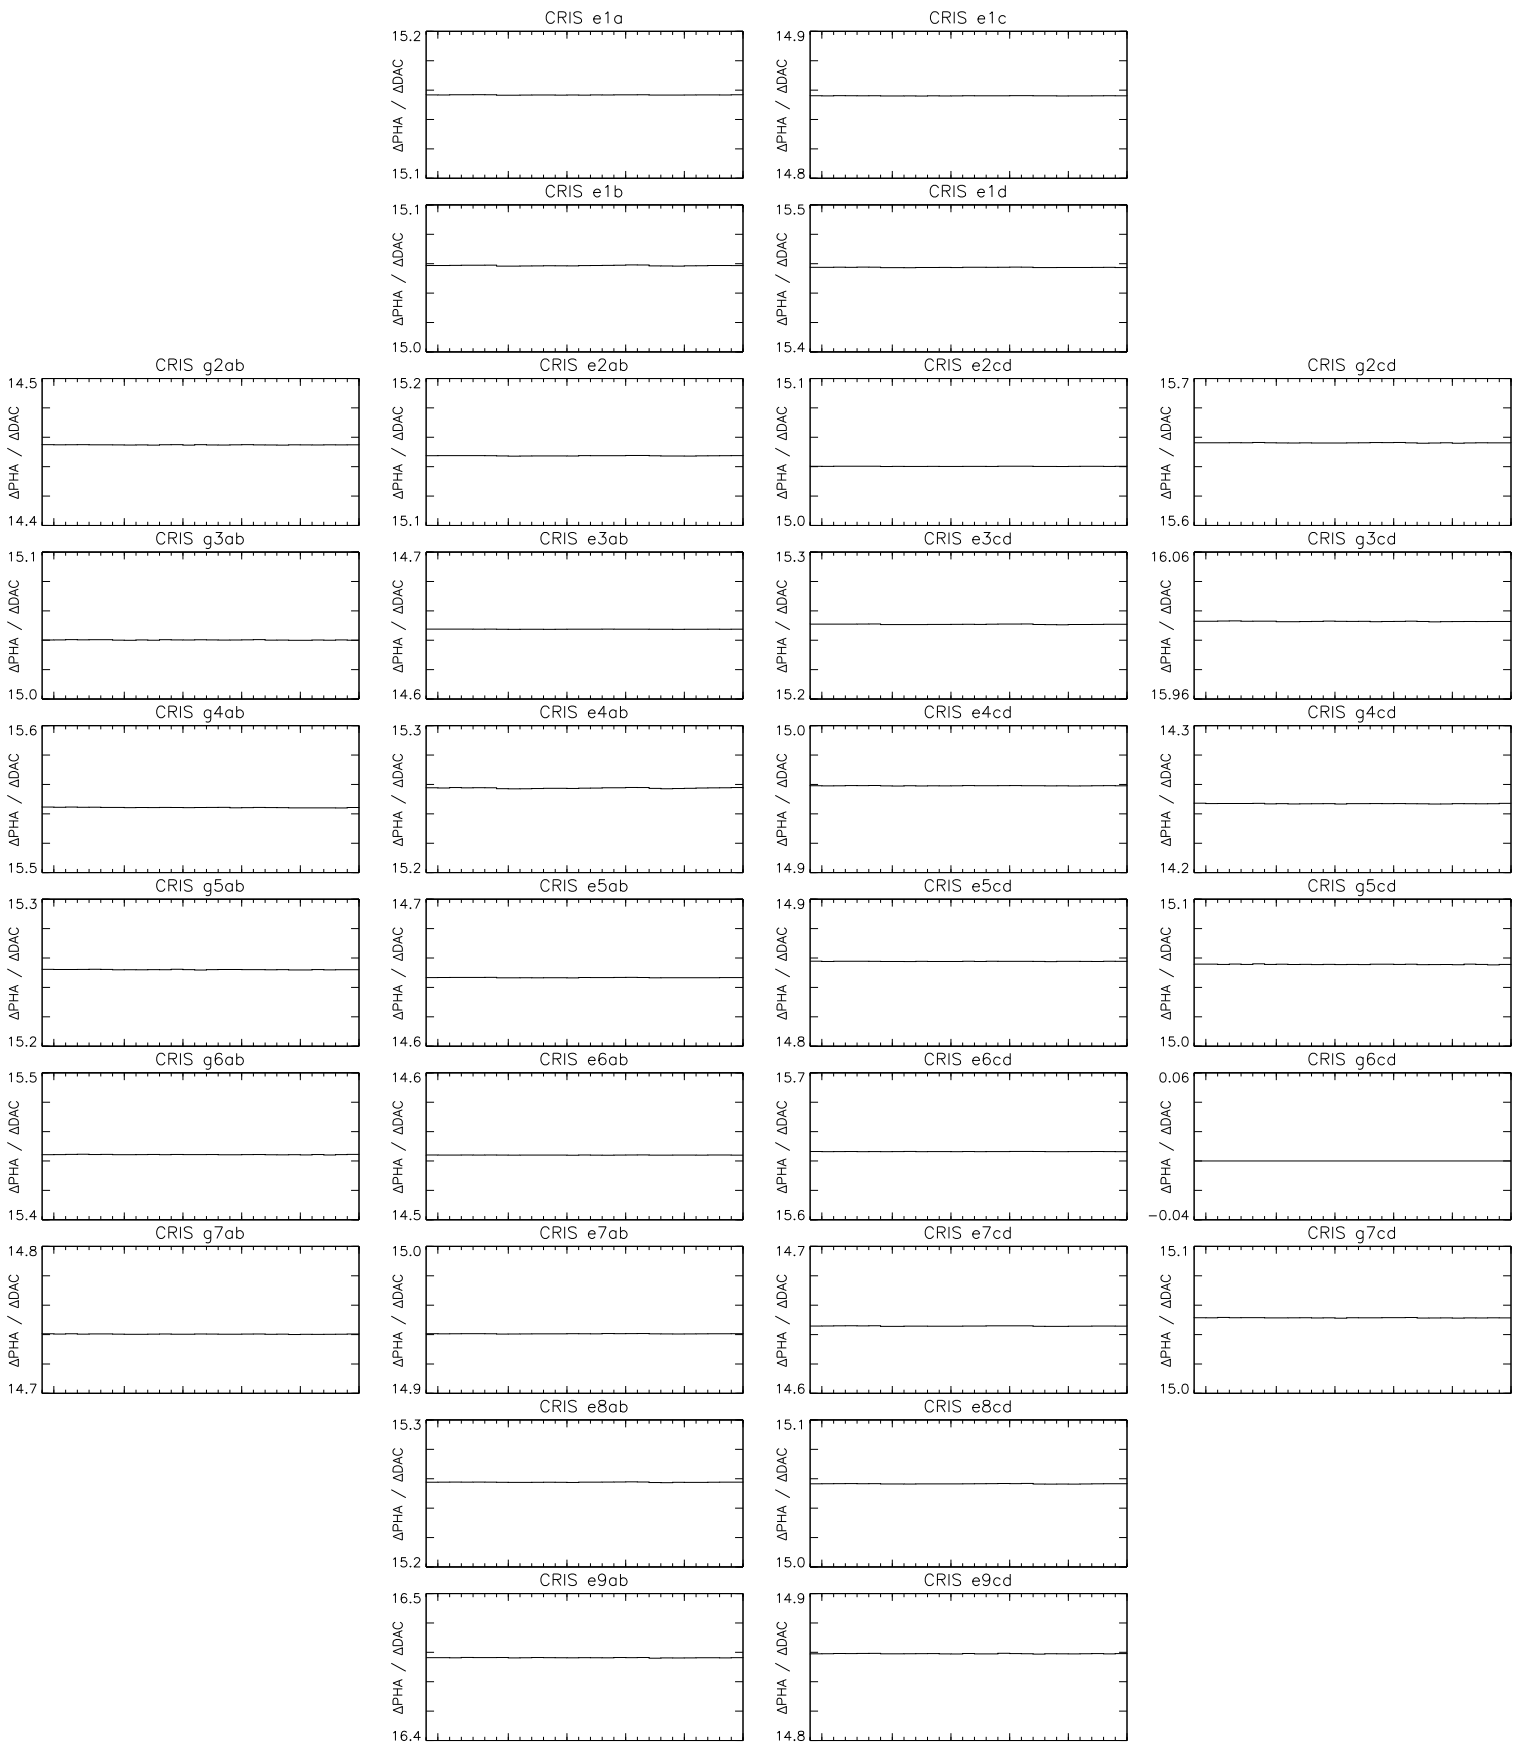 CRIS e1a
CRIS e1c
15.2
ΔPHA / ΔDAC
15.1
14.9
ΔPHA / ΔDAC
14.8
CRIS e1b
CRIS e1d
15.1
ΔPHA / ΔDAC
15.0
15.5
ΔPHA / ΔDAC
15.4
CRIS g2ab
CRIS e2ab
CRIS e2cd
CRIS g2cd
14.5
ΔPHA / ΔDAC
14.4
15.2
ΔPHA / ΔDAC
15.1
15.1
ΔPHA / ΔDAC
15.0
15.7
ΔPHA / ΔDAC
15.6
CRIS g3ab
CRIS e3ab
CRIS e3cd
CRIS g3cd
15.1
ΔPHA / ΔDAC
15.0
14.7
ΔPHA / ΔDAC
14.6
15.3
ΔPHA / ΔDAC
15.2
16.06
ΔPHA / ΔDAC
15.96
CRIS g4ab
CRIS e4ab
CRIS e4cd
CRIS g4cd
15.6
ΔPHA / ΔDAC
15.5
15.3
ΔPHA / ΔDAC
15.2
15.0
ΔPHA / ΔDAC
14.9
14.3
ΔPHA / ΔDAC
14.2
CRIS g5ab
CRIS e5ab
CRIS e5cd
CRIS g5cd
15.3
ΔPHA / ΔDAC
15.2
14.7
ΔPHA / ΔDAC
14.6
14.9
ΔPHA / ΔDAC
14.8
15.1
ΔPHA / ΔDAC
15.0
CRIS g6ab
CRIS e6ab
CRIS e6cd
CRIS g6cd
15.5
ΔPHA / ΔDAC
15.4
14.6
ΔPHA / ΔDAC
14.5
15.7
ΔPHA / ΔDAC
15.6
0.06
ΔPHA / ΔDAC
−0.04
CRIS g7ab
CRIS e7ab
CRIS e7cd
CRIS g7cd
14.8
ΔPHA / ΔDAC
14.7
15.0
ΔPHA / ΔDAC
14.9
14.7
ΔPHA / ΔDAC
14.6
15.1
ΔPHA / ΔDAC
15.0
CRIS e8ab
CRIS e8cd
15.3
ΔPHA / ΔDAC
15.2
15.1
ΔPHA / ΔDAC
15.0
CRIS e9ab
CRIS e9cd
16.5
ΔPHA / ΔDAC
16.4
14.9
ΔPHA / ΔDAC
14.8